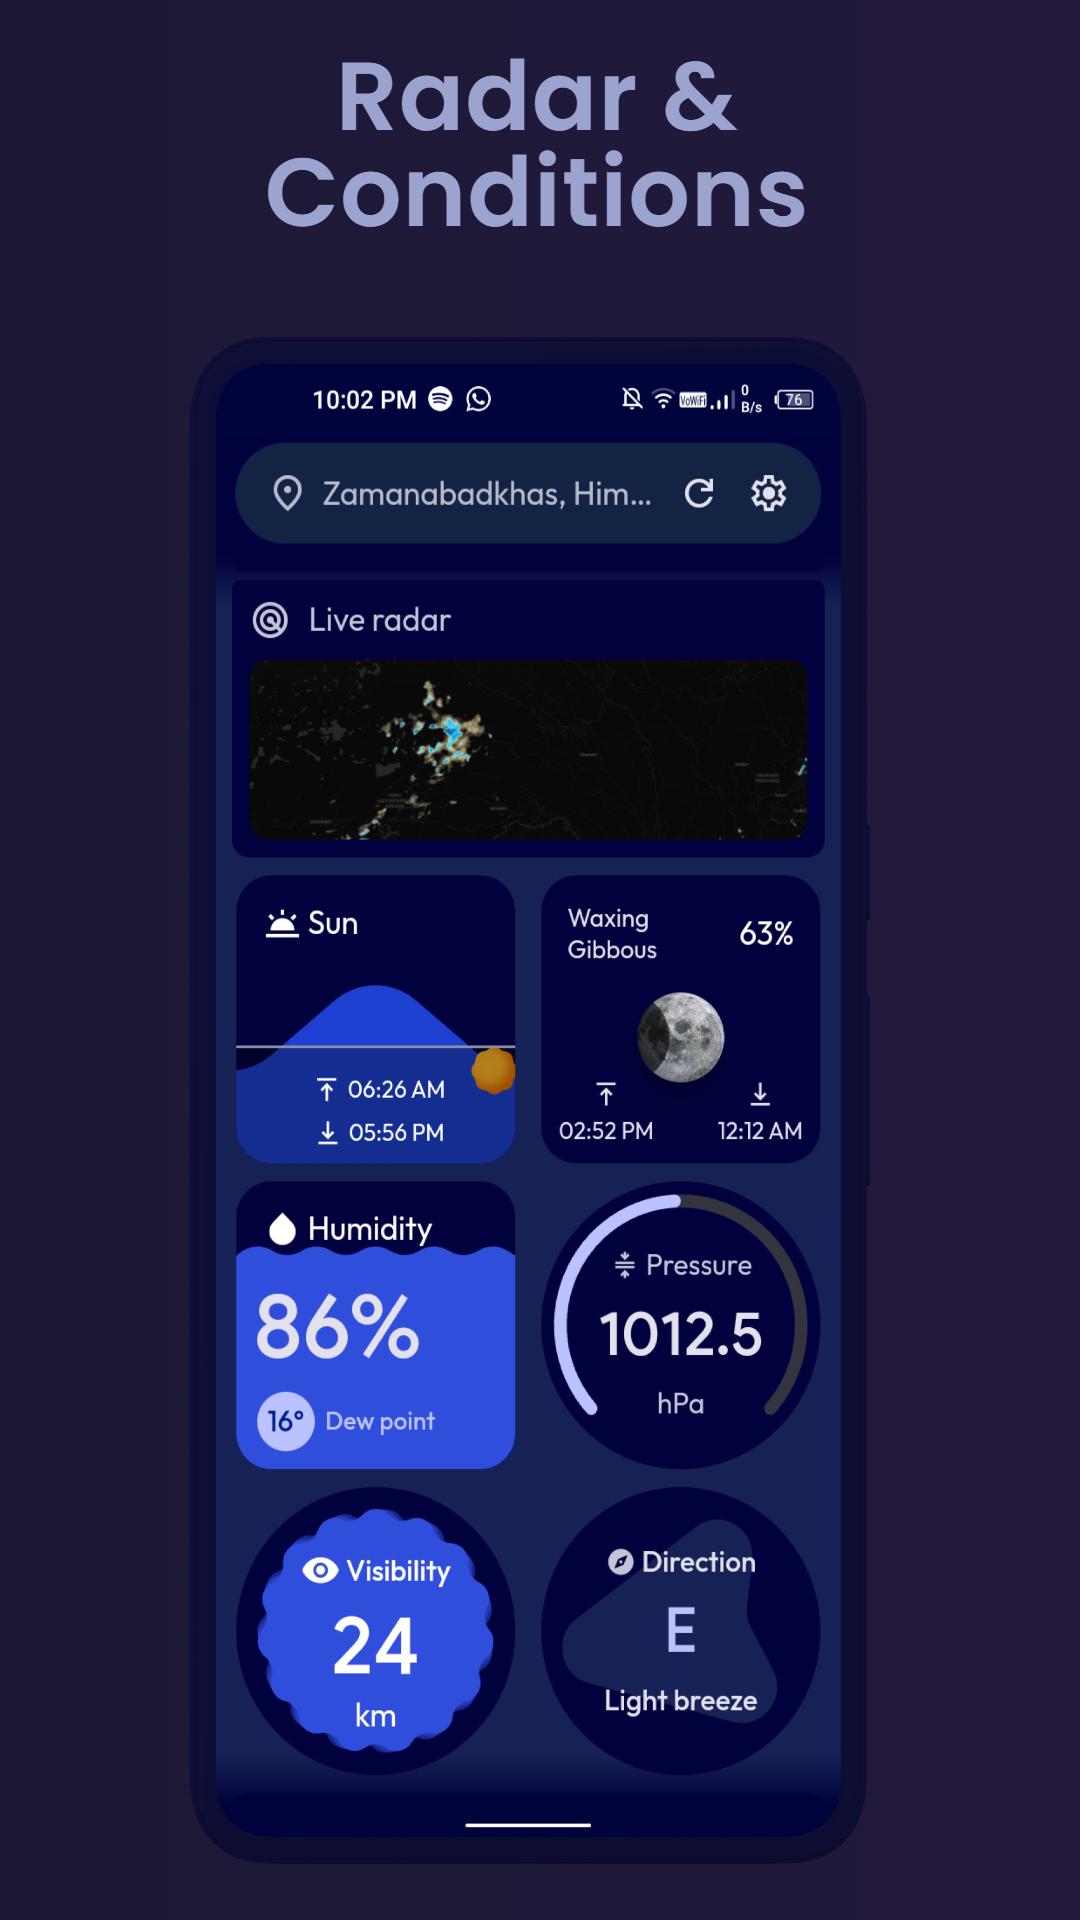 Radar &
Conditions
10:02 PM
VoWiFi
0
B/s
76
Zamanabadkhas, Him...
Live radar
Sun
06:26 AM
05:56 PM
Waxing
Gibbous
63%
02:52 PM
12:12 AM
Humidity
86%
16° Dew point
Pressure
1012.5
hPa
Visibility
24
km
Direction
E
Light breeze